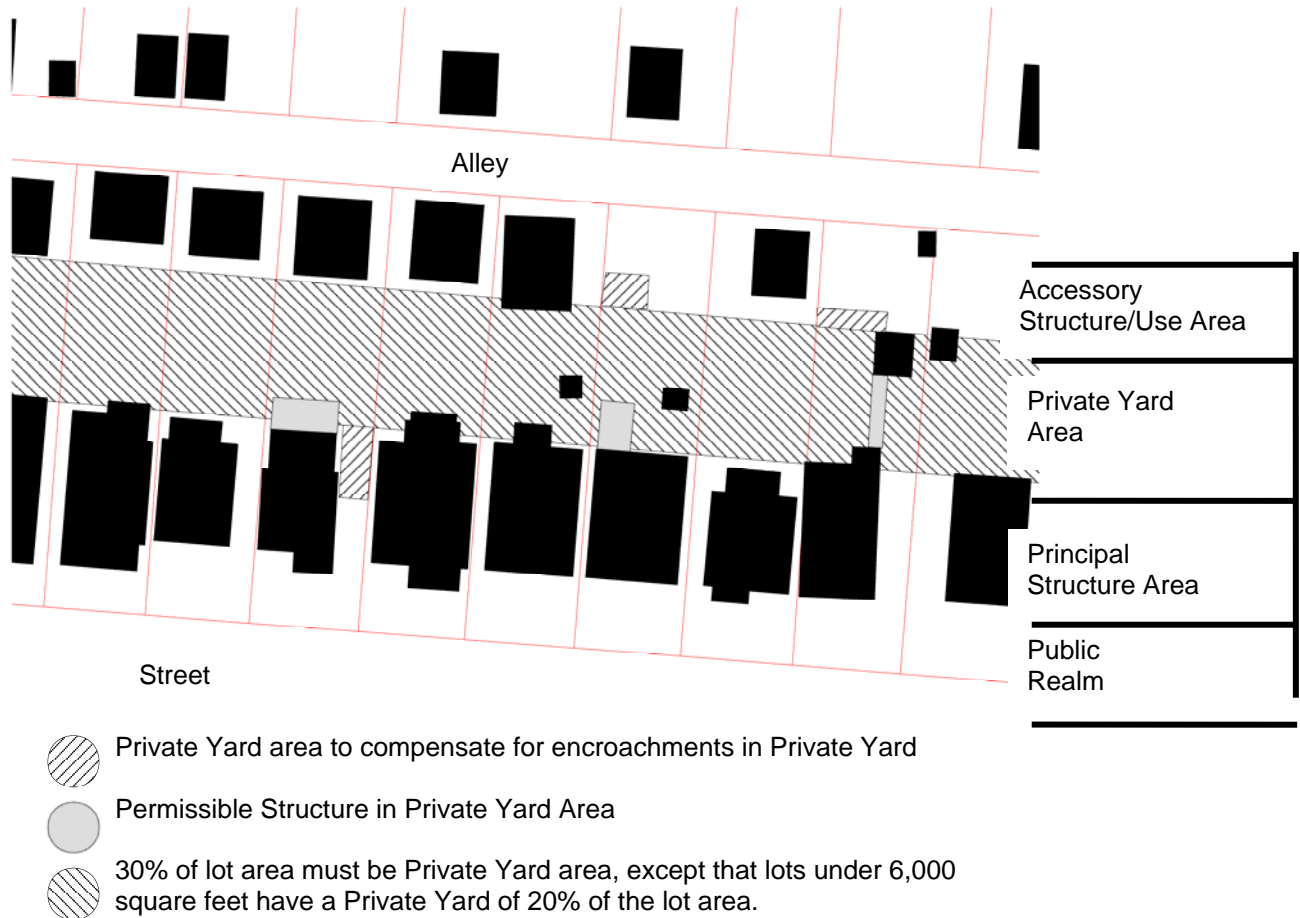 Alley
Accessory
Structure/Use Area
Private Yard
Area
Principal
Structure Area
Public
Realm
Street
Private Yard area to compensate for encroachments in Private Yard
Permissible Structure in Private Yard Area
30% of lot area must be Private Yard area, except that lots under 6,000
square feet have a Private Yard of 20% of the lot area.